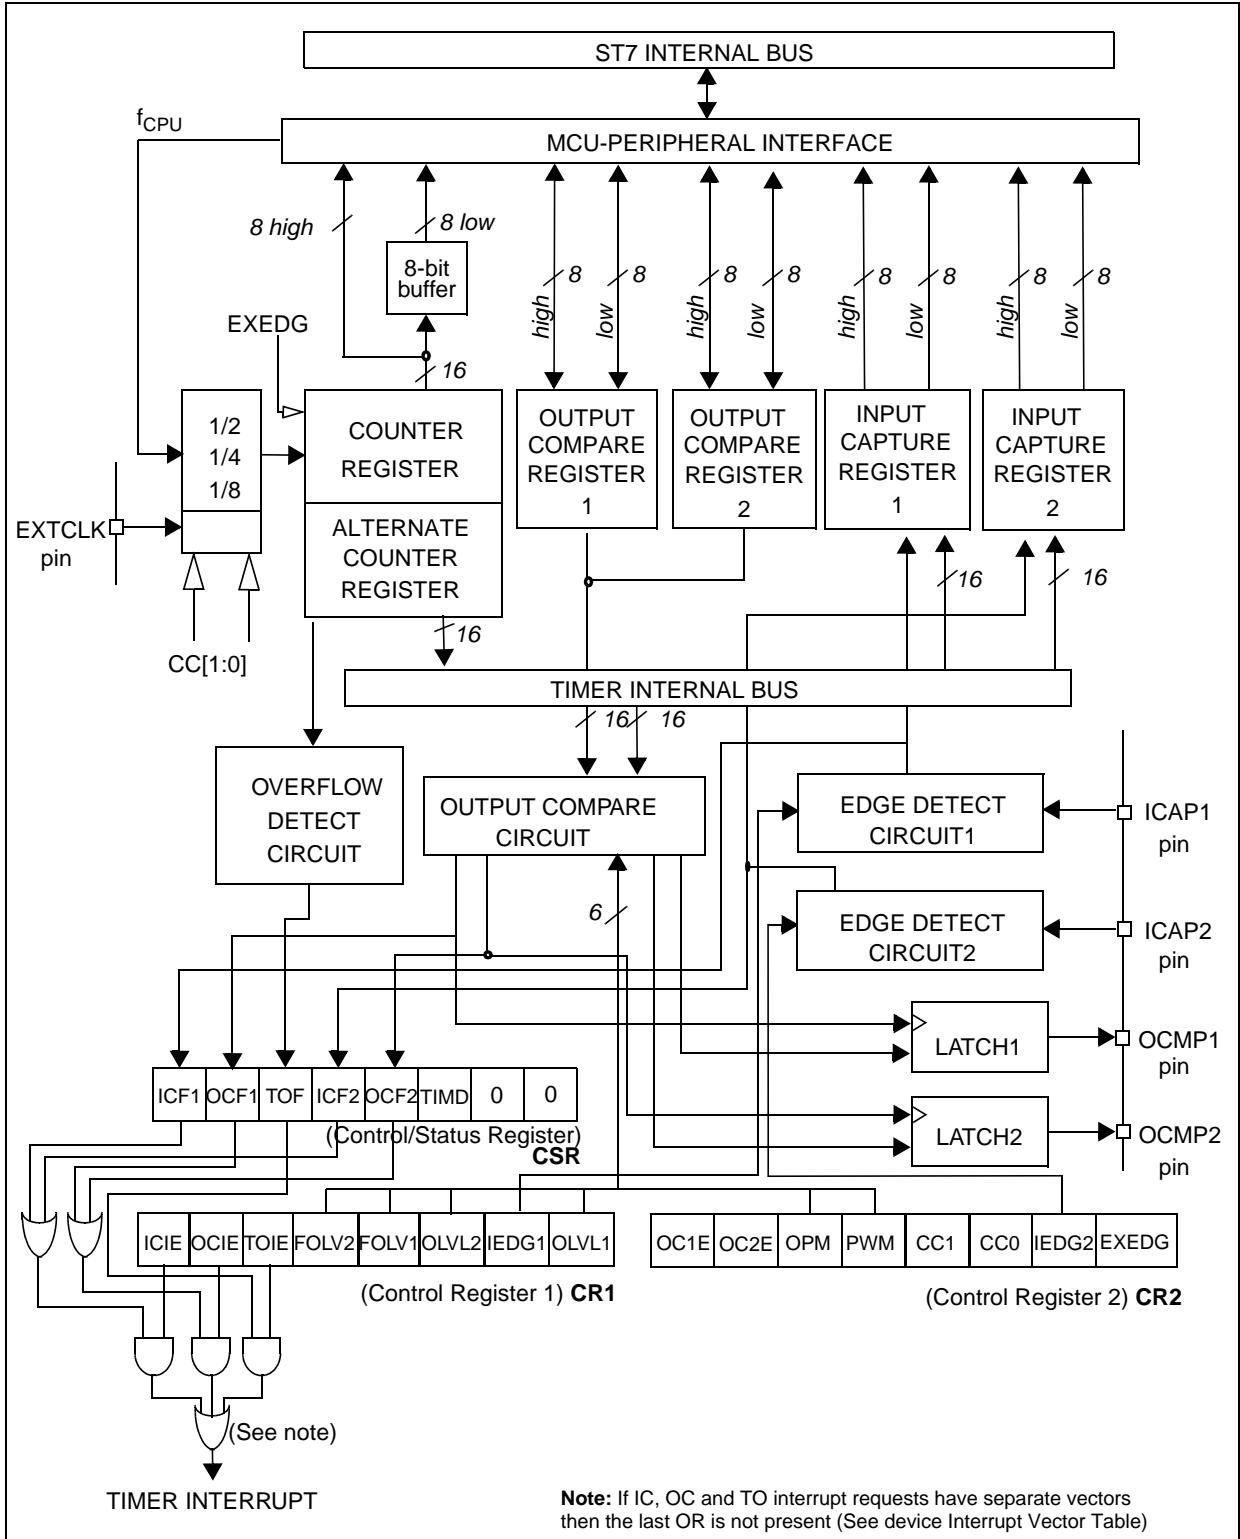 ST7 INTERNAL BUS
fCPU
MCU-PERIPHERAL INTERFACE
8 high
8 low
8-bit
buffer
high
8
low
8
high
8
low
8
high
8
low
8
high
8
low
8
EXEDG
16
1/2
1/4
1/8
COUNTER
REGISTER
ALTERNATE
COUNTER
REGISTER
OUTPUT
COMPARE
REGISTER
1
OUTPUT
COMPARE
REGISTER
2
INPUT
CAPTURE
REGISTER
1
INPUT
CAPTURE
REGISTER
2
EXTCLK
pin
CC[1:0]
16
16
16
TIMER INTERNAL BUS
16
16
OVERFLOW
DETECT
CIRCUIT
OUTPUT COMPARE
CIRCUIT
EDGE DETECT
CIRCUIT1
ICAP1
pin
6
EDGE DETECT
CIRCUIT2
ICAP2
pin
LATCH1
OCMP1
pin
LATCH2
OCMP2
pin
ICF1 OCF1 TOF ICF2 OCF2 TIMD 0 0
(Control/Status Register)
CSR
ICIE OCIE TOIE FOLV2 FOLV1 OLVL2 IEDG1 OLVL1
(Control Register 1) CR1
OC1E OC2E OPM PWM CC1 CC0 IEDG2 EXEDG
(Control Register 2) CR2
(See note)
TIMER INTERRUPT
Note: If IC, OC and TO interrupt requests have separate vectors
then the last OR is not present (See device Interrupt Vector Table)